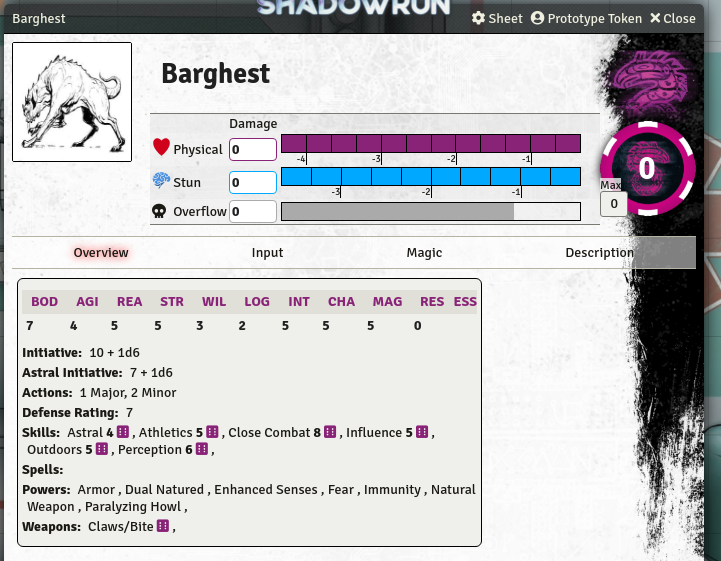 SHADOWRUN
Barghest Sheet Prototype Token Close
Barghest
Damage
Physical 0
-4 -3 -2 -1
Stun 0
-3 -2 -1
Overflow 0
0
Max
0
Overview Input Magic Description
BOD AGI REA STR WIL LOG INT CHA MAG RES ESS
7 4 5 5 3 2 5 5 5 0
Initiative: 10 + 1d6
Astral Initiative: 7 + 1d6
Actions: 1 Major, 2 Minor
Defense Rating: 7
Skills: Astral 4 , Athletics 5 , Close Combat 8 , Influence 5 ,
Outdoors 5 , Perception 6 ,
Spells:
Powers: Armor , Dual Natured , Enhanced Senses , Fear , Immunity , Natural
Weapon , Paralyzing Howl ,
Weapons: Claws/Bite ,